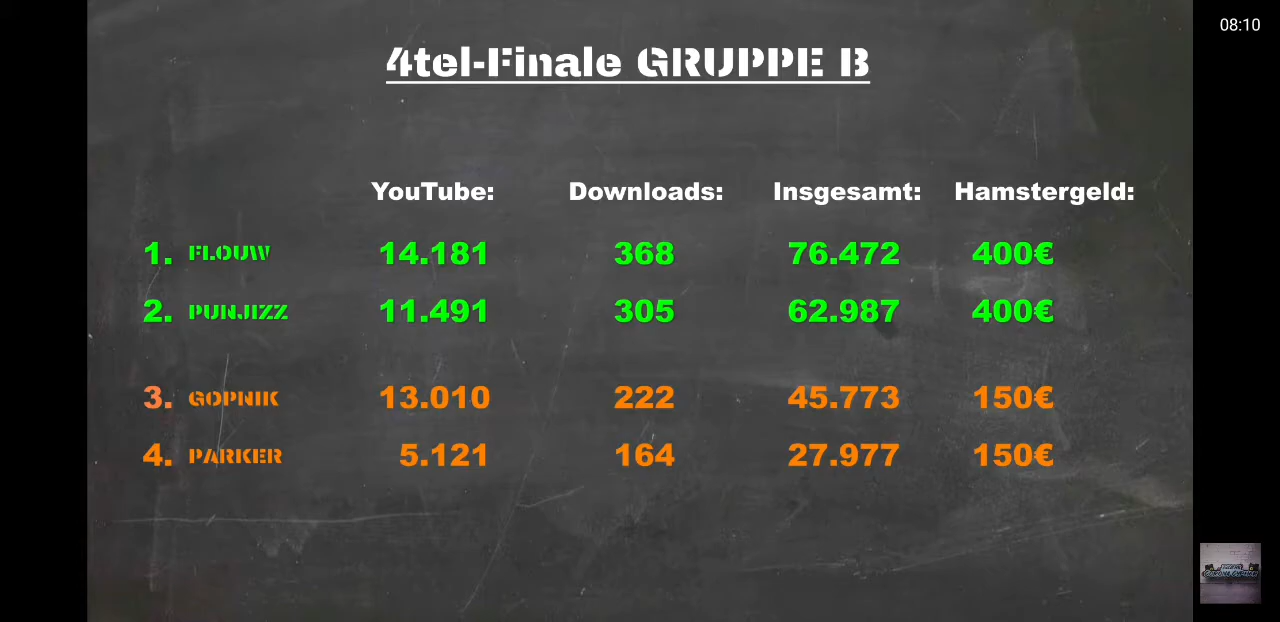 08:10
4tel-Finale GRUPPE B
YouTube: Downloads: Insgesamt: Hamstergeld:
1. FLOUW 14.181 368 76.472 400€
2. PUNJIZZ 11.491 305 62.987 400€
3. GOPNIK 13.010 222 45.773 150€
4. PARKER 5.121 164 27.977 150€